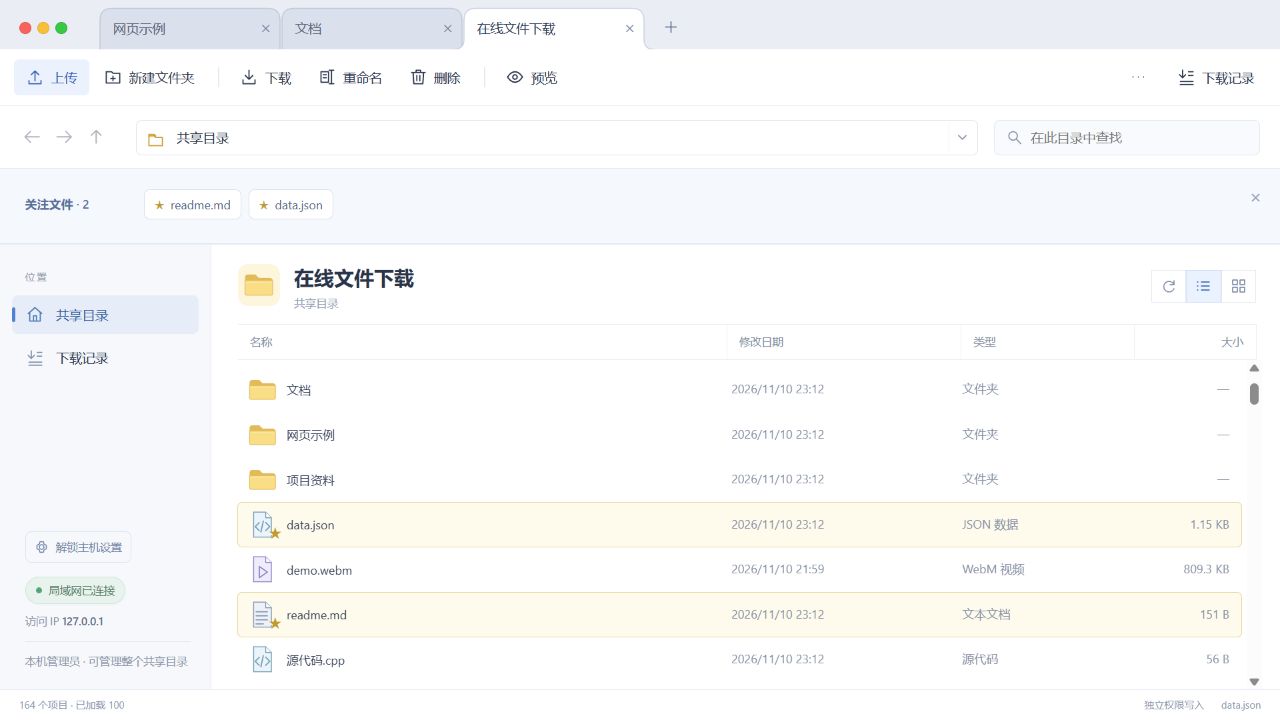 网页示例
文档
在线文件下载
上传
新建文件夹
下载
重命名
删除
预览
···
下载记录
共享目录
在此目录中查找
关注文件 · 2
★ readme.md
★ data.json
位置
共享目录
下载记录
解锁主机设置
局域网已连接
访问 IP 127.0.0.1
本机管理员 · 可管理整个共享目录
在线文件下载
共享目录
名称 修改日期 类型 大小
文档 2026/11/10 23:12 文件夹 —
网页示例 2026/11/10 23:12 文件夹 —
项目资料 2026/11/10 23:12 文件夹 —
data.json 2026/11/10 23:12 JSON 数据 1.15 KB
demo.webm 2026/11/10 21:59 WebM 视频 809.3 KB
readme.md 2026/11/10 23:12 文本文档 151 B
源代码.cpp 2026/11/10 23:12 源代码 56 B
164 个项目 · 已加载 100
独立权限写入 data.json